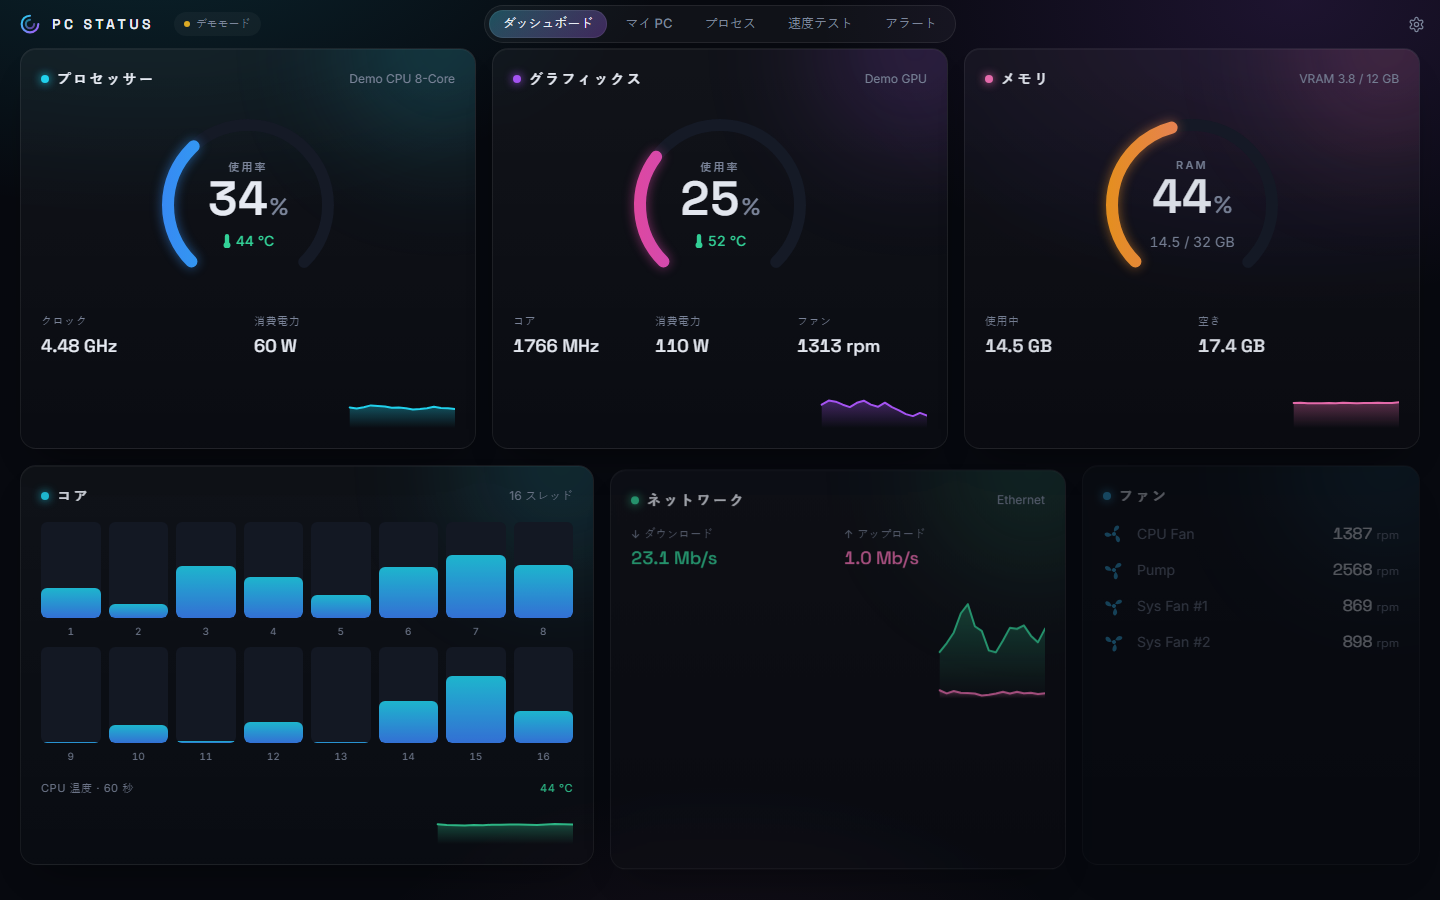 PC STATUS
デモモード
ダッシュボード
マイ PC
プロセス
速度テスト
アラート
プロセッサー
Demo CPU 8-Core
使用率
34%
44 °C
クロック
4.48 GHz
消費電力
60 W
グラフィックス
Demo GPU
使用率
25%
52 °C
コア
1766 MHz
消費電力
110 W
ファン
1313 rpm
メモリ
VRAM 3.8 / 12 GB
RAM
44%
14.5 / 32 GB
使用中
14.5 GB
空き
17.4 GB
コア
16 スレッド
1 2 3 4 5 6 7 8
9 10 11 12 13 14 15 16
CPU 温度 · 60 秒
44 °C
ネットワーク
Ethernet
↓ ダウンロード
23.1 Mb/s
↑ アップロード
1.0 Mb/s
ファン
CPU Fan 1387 rpm
Pump 2568 rpm
Sys Fan #1 869 rpm
Sys Fan #2 898 rpm